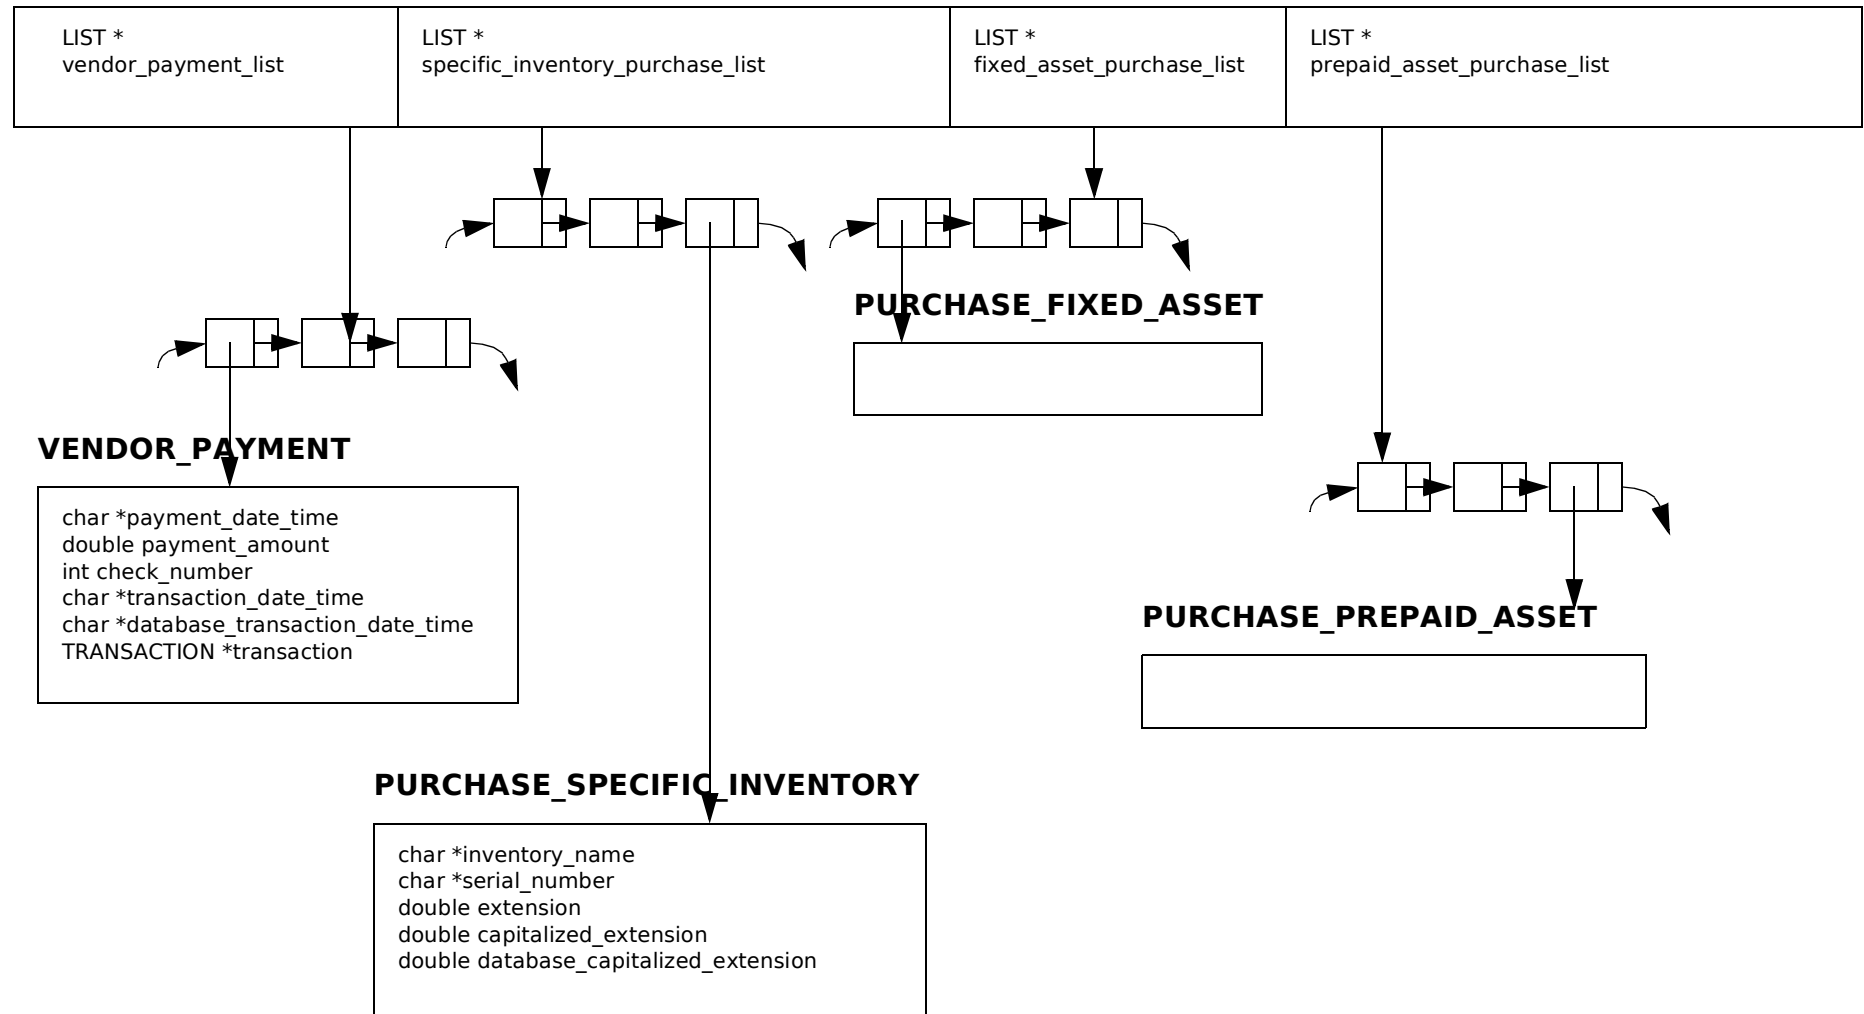 LIST *
vendor_payment_list
LIST *
specific_inventory_purchase_list
LIST *
fixed_asset_purchase_list
LIST *
prepaid_asset_purchase_list
PURCHASE_FIXED_ASSET
VENDOR_PAYMENT
char *payment_date_time
double payment_amount
int check_number
char *transaction_date_time
char *database_transaction_date_time
TRANSACTION *transaction
PURCHASE_PREPAID_ASSET
PURCHASE_SPECIFIC_INVENTORY
char *inventory_name
char *serial_number
double extension
double capitalized_extension
double database_capitalized_extension